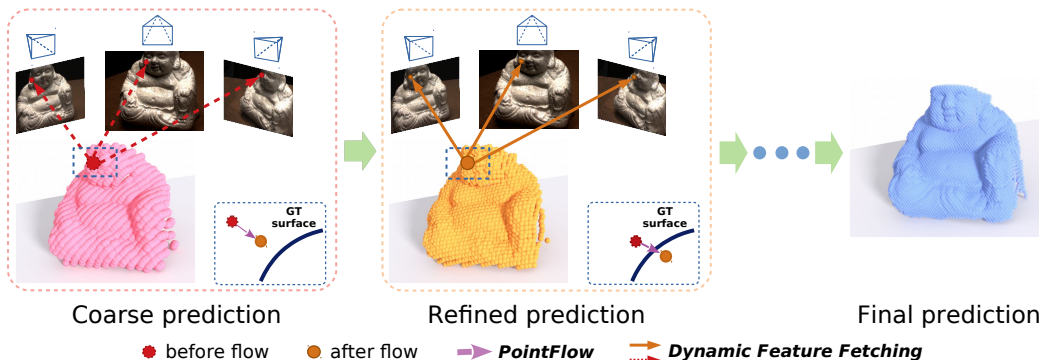 GT
surface
GT
surface
Coarse prediction
Refined prediction
Final prediction
before flow
after flow
PointFlow
Dynamic Feature Fetching